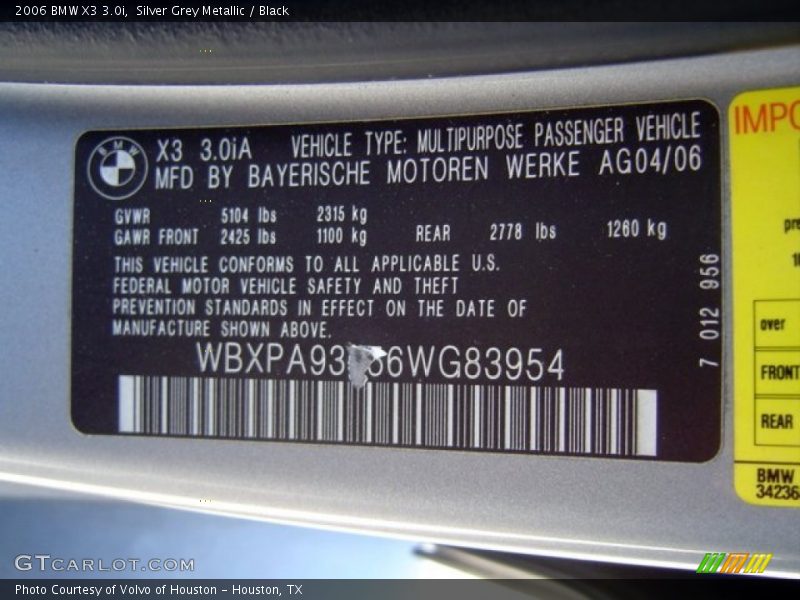 2006 BMW X3 3.0i, Silver Grey Metallic / Black
BMW
X3 3.0iA VEHICLE TYPE: MULTIPURPOSE PASSENGER VEHICLE
MFD BY BAYERISCHE MOTOREN WERKE AG04/06
GVWR 5104 lbs 2315 kg
GAWR FRONT 2425 lbs 1100 kg REAR 2778 lbs 1260 kg
THIS VEHICLE CONFORMS TO ALL APPLICABLE U.S.
FEDERAL MOTOR VEHICLE SAFETY AND THEFT
PREVENTION STANDARDS IN EFFECT ON THE DATE OF
MANUFACTURE SHOWN ABOVE.
7 012 956
over
FRONT
REAR
BMW
GTCARLOT.COM
Photo Courtesy of Volvo of Houston – Houston, TX